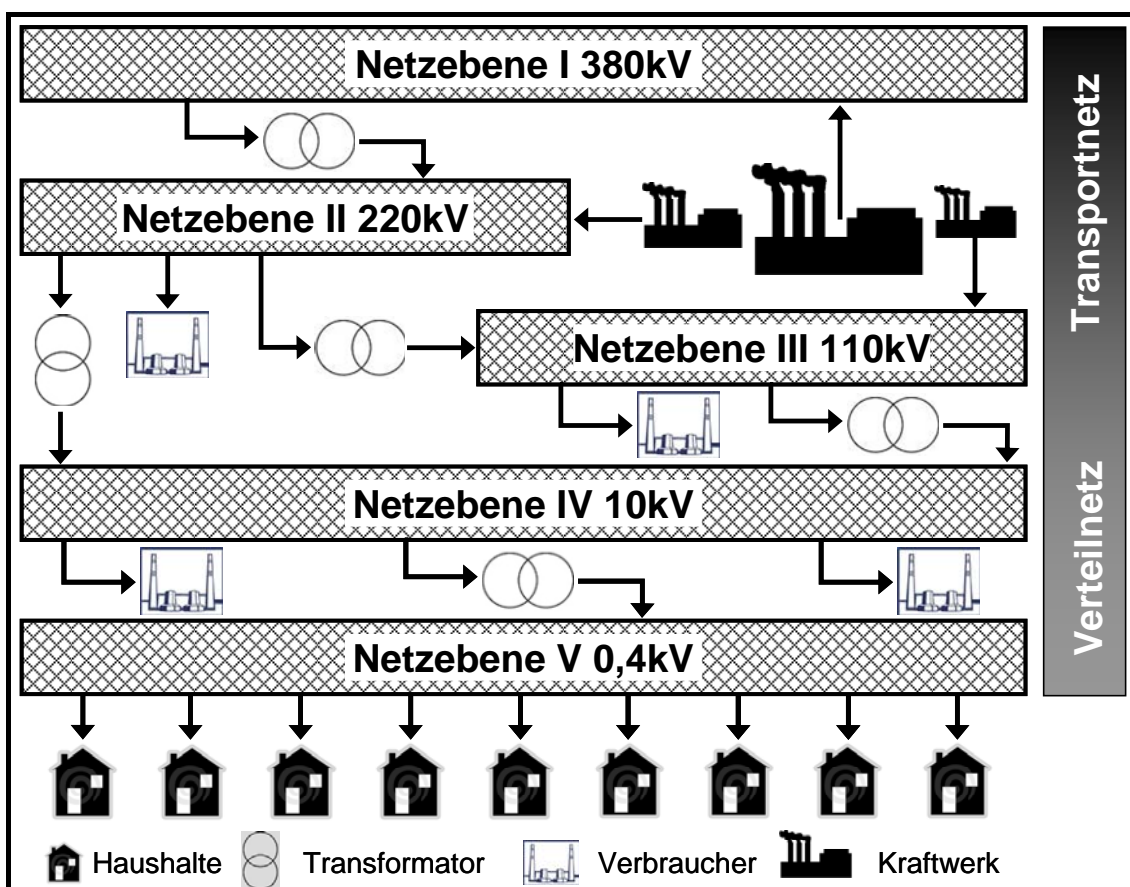 Netzebene I 380kV
Netzebene II 220kV
Netzebene III 110kV
Netzebene IV 10kV
Netzebene V 0,4kV
Transportnetz
Verteilnetz
Haushalte
Transformator
Verbraucher
Kraftwerk